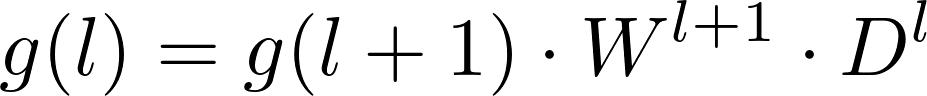 g(l) = g(l + 1) · W^{l+1} · D^l